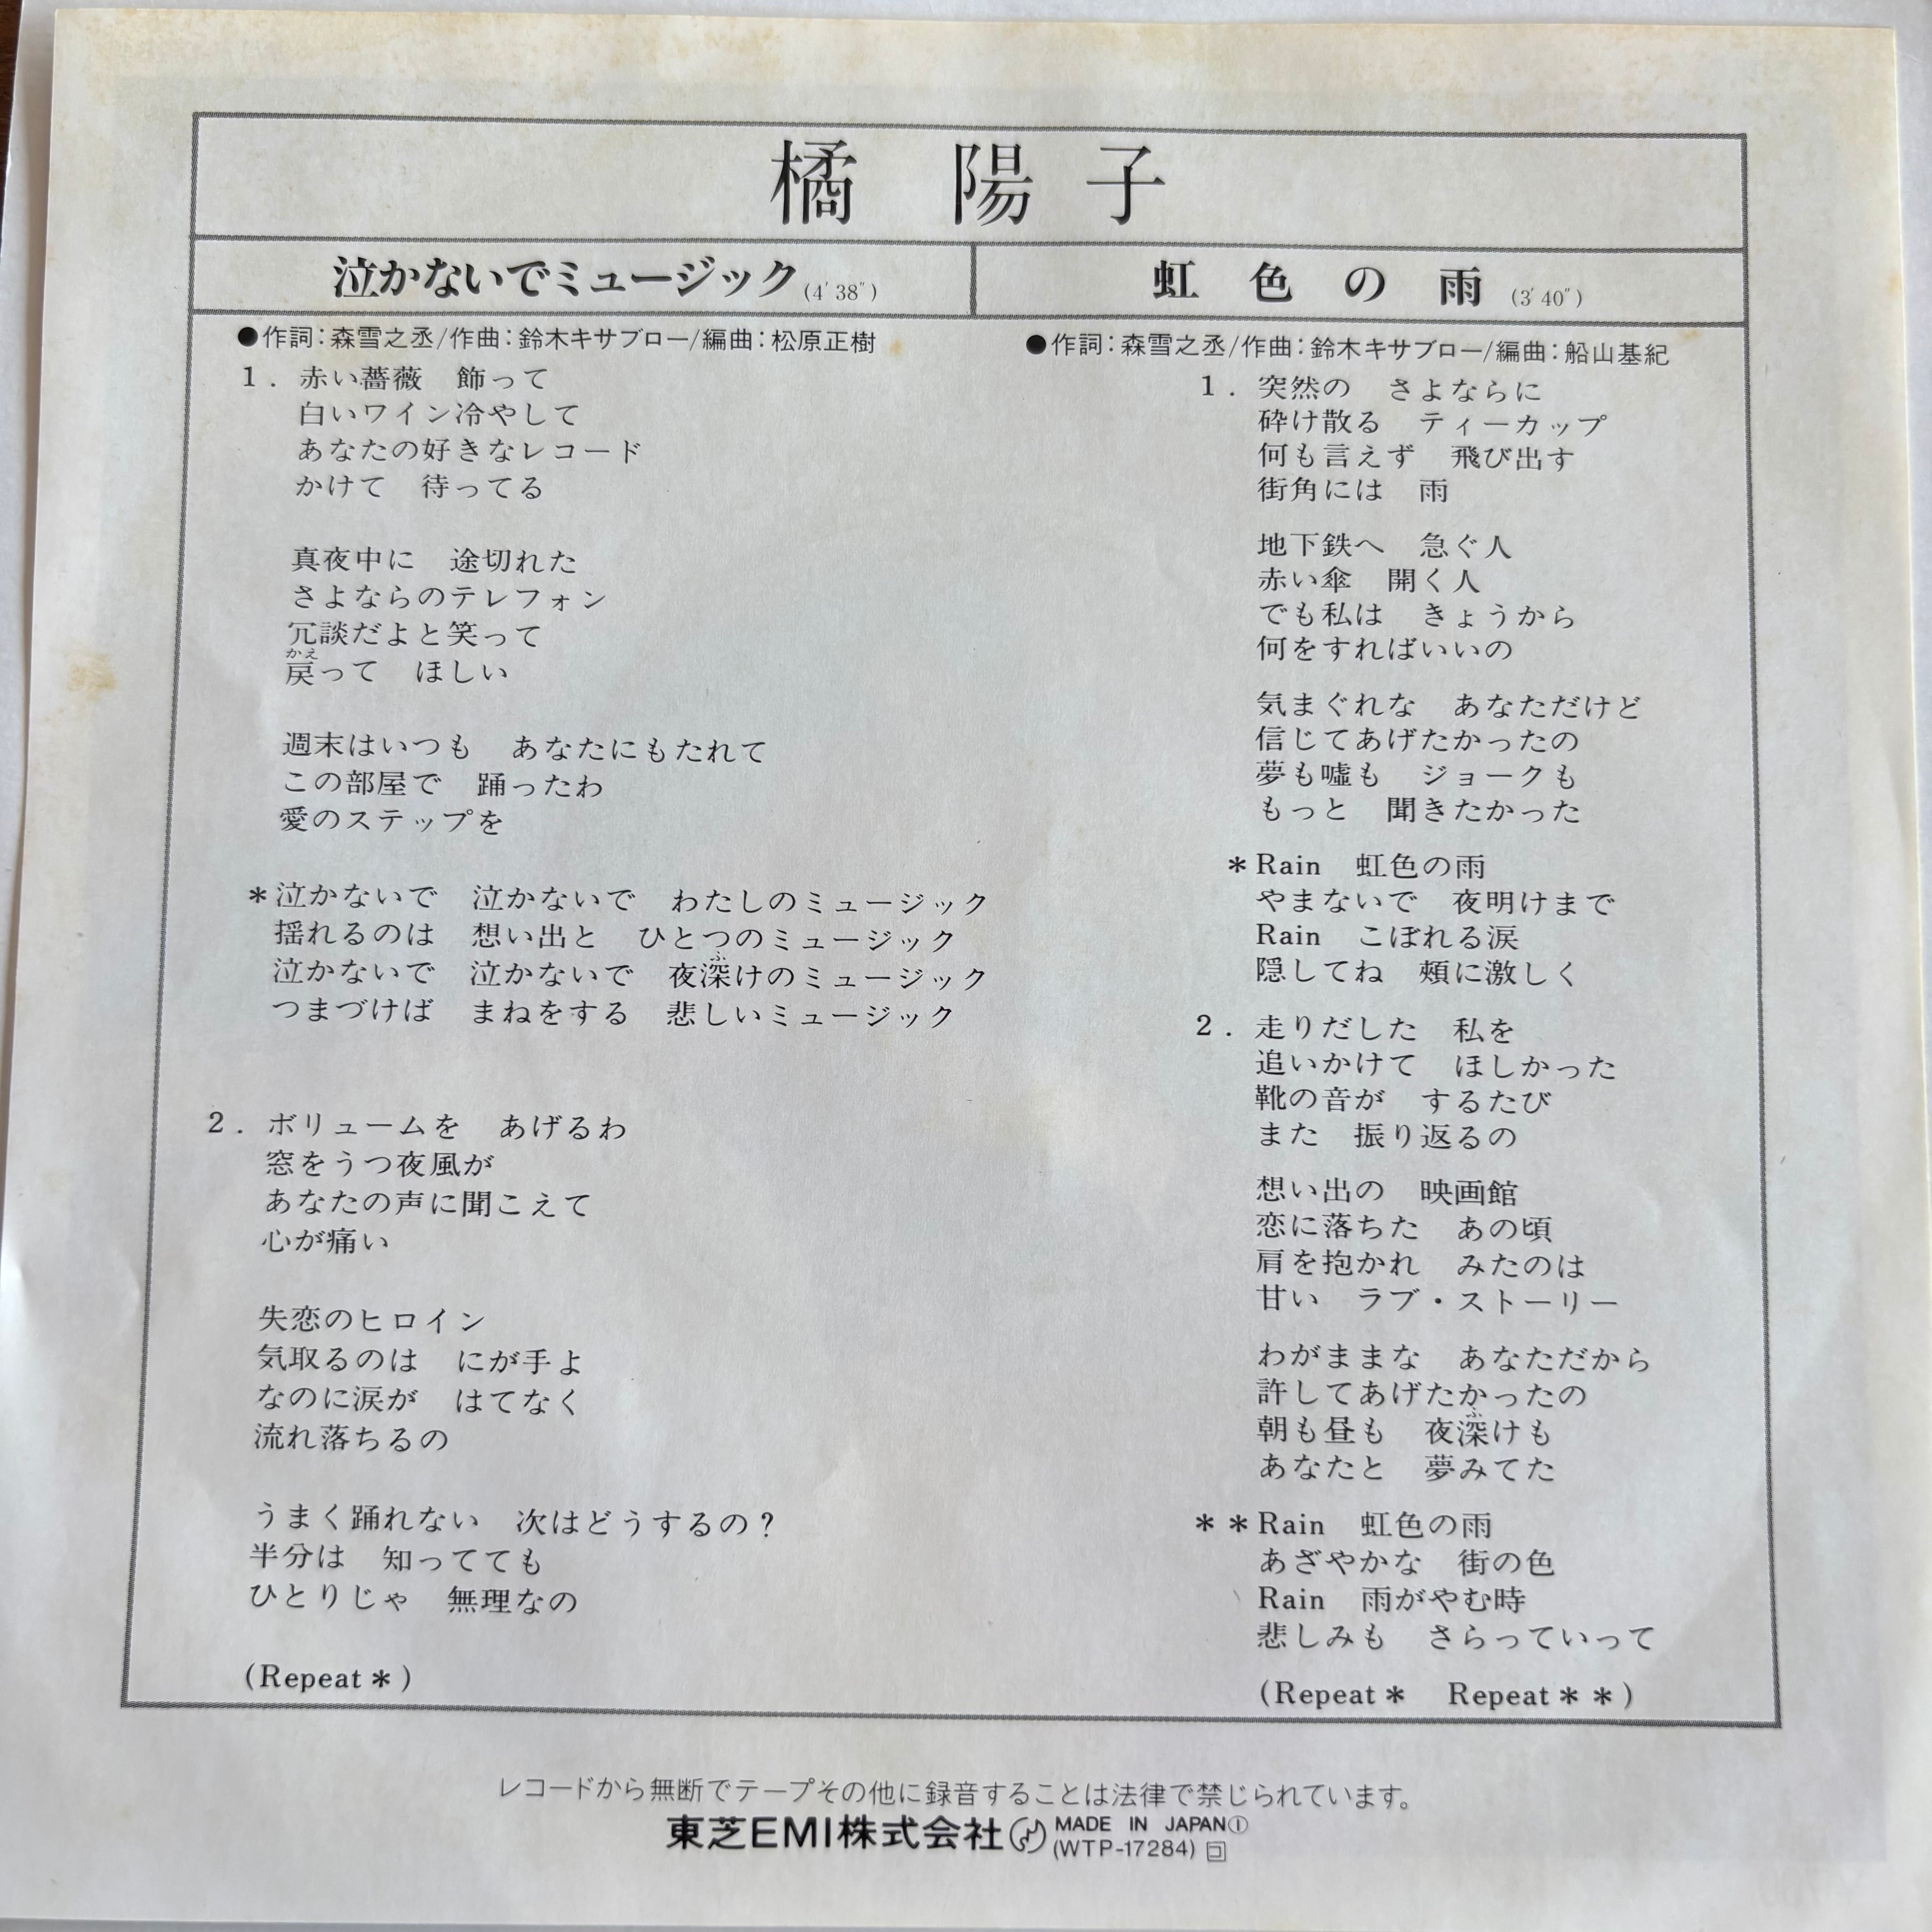 橘　陽子
泣かないでミュージック(4′38″)
●作詞：森雪之丞/作曲：鈴木キサブロー/編曲：松原正樹
1．赤い薔薇　飾って
白いワイン冷やして
あなたの好きなレコード
かけて　待ってる
真夜中に　途切れた
さよならのテレフォン
冗談だよと笑って
かえ
戻って　ほしい
週末はいつも　あなたにもたれて
この部屋で　踊ったわ
愛のステップを
＊泣かないで　泣かないで　わたしのミュージック
揺れるのは　想い出と　ひとつのミュージック
ふ
泣かないで　泣かないで　夜深けのミュージック
つまづけば　まねをする　悲しいミュージック
2．ボリュームを　あげるわ
窓をうつ夜風が
あなたの声に聞こえて
心が痛い
失恋のヒロイン
気取るのは　にが手よ
なのに涙が　はてなく
流れ落ちるの
うまく踊れない　次はどうするの？
半分は　知ってても
ひとりじゃ　無理なの
(Repeat＊)
虹色の雨(3′40″)
●作詞：森雪之丞/作曲：鈴木キサブロー/編曲：船山基紀
1．突然の　さよならに
砕け散る　ティーカップ
何も言えず　飛び出す
街角には　雨
地下鉄へ　急ぐ人
赤い傘　開く人
でも私は　きょうから
何をすればいいの
気まぐれな　あなただけど
信じてあげたかったの
夢も嘘も　ジョークも
もっと　聞きたかった
＊Rain　虹色の雨
やまないで　夜明けまで
Rain　こぼれる涙
隠してね　頰に激しく
2．走りだした　私を
追いかけて　ほしかった
靴の音が　するたび
また　振り返るの
想い出の　映画館
恋に落ちた　あの頃
肩を抱かれ　みたのは
甘い　ラブ・ストーリー
わがままな　あなただから
許してあげたかったの
ふ
朝も昼も　夜深けも
あなたと　夢みてた
＊＊Rain　虹色の雨
あざやかな　街の色
Rain　雨がやむ時
悲しみも　さらっていって
(Repeat＊　Repeat＊＊)
レコードから無断でテープその他に録音することは法律で禁じられています。
東芝EMI株式会社 MADE IN JAPANⒾ
(WTP-17284) コ